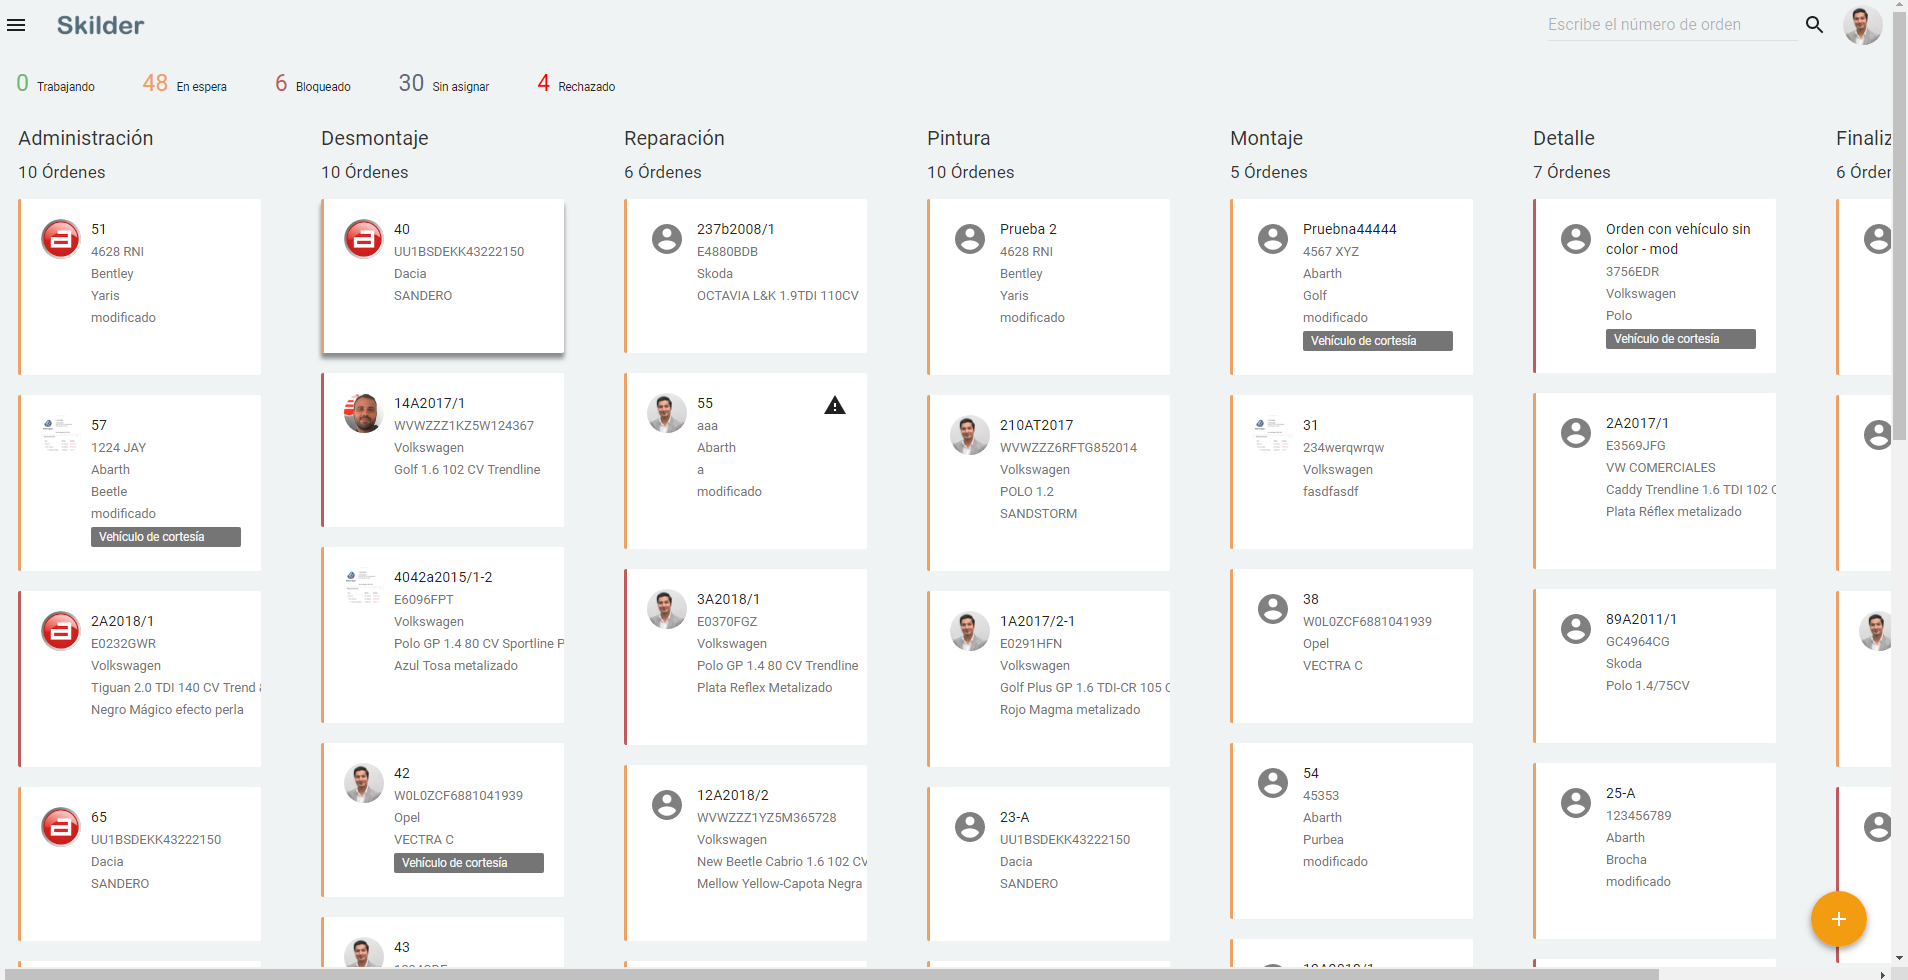 Skilder
Escribe el número de orden
0 Trabajando
48 En espera
6 Bloqueado
30 Sin asignar
4 Rechazado
Administración
10 Órdenes
51
4628 RNI
Bentley
Yaris
modificado
57
1224 JAY
Abarth
Beetle
modificado
Vehículo de cortesía
2A2018/1
E0232GWR
Volkswagen
Tiguan 2.0 TDI 140 CV Trend
Negro Mágico efecto perla
65
UU1BSDEKK43222150
Dacia
SANDERO
Desmontaje
10 Órdenes
40
UU1BSDEKK43222150
Dacia
SANDERO
14A2017/1
WVWZZZ1KZ5W124367
Volkswagen
Golf 1.6 102 CV Trendline
4042a2015/1-2
E6096FPT
Volkswagen
Polo GP 1.4 80 CV Sportline P
Azul Tosa metalizado
42
W0L0ZCF6881041939
Opel
VECTRA C
Vehículo de cortesía
43
Reparación
6 Órdenes
237b2008/1
E4880BDB
Skoda
OCTAVIA L&K 1.9TDI 110CV
55
aaa
Abarth
a
modificado
3A2018/1
E0370FGZ
Volkswagen
Polo GP 1.4 80 CV Trendline
Plata Reflex Metalizado
12A2018/2
WVWZZZ1YZ5M365728
Volkswagen
New Beetle Cabrio 1.6 102 CV
Mellow Yellow-Capota Negra
Pintura
10 Órdenes
Prueba 2
4628 RNI
Bentley
Yaris
modificado
210AT2017
WVWZZZ6RFTG852014
Volkswagen
POLO 1.2
SANDSTORM
1A2017/2-1
E0291HFN
Volkswagen
Golf Plus GP 1.6 TDI-CR 105 C
Rojo Magma metalizado
23-A
UU1BSDEKK43222150
Dacia
SANDERO
Montaje
5 Órdenes
Pruebna44444
4567 XYZ
Abarth
Golf
modificado
Vehículo de cortesía
31
234werqwrqw
Volkswagen
fasdfasdf
38
W0L0ZCF6881041939
Opel
VECTRA C
54
45353
Abarth
Purbea
modificado
Detalle
7 Órdenes
Orden con vehículo sin
color - mod
3756EDR
Volkswagen
Polo
Vehículo de cortesía
2A2017/1
E3569JFG
VW COMERCIALES
Caddy Trendline 1.6 TDI 102 C
Plata Réflex metalizado
89A2011/1
GC4964CG
Skoda
Polo 1.4/75CV
25-A
123456789
Abarth
Brocha
modificado
Finaliz
6 Órder